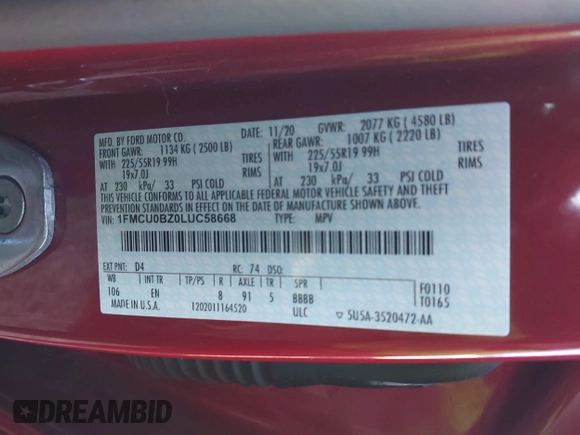 MFD. BY FORD MOTOR CO.
DATE: 11/20 GVWR: 2077 KG ( 4580 LB)
FRONT GAWR: 1134 KG ( 2500 LB)
REAR GAWR: 1007 KG ( 2220 LB)
WITH 225/55R19 99H TIRES
225/55R19 99H TIRES
19x7.0J RIMS
19x7.0J RIMS
AT 230 kPa/ 33 PSI COLD
AT 230 kPa/ 33 PSI COLD
THIS VEHICLE CONFORMS TO ALL APPLICABLE FEDERAL MOTOR VEHICLE SAFETY AND THEFT
PREVENTION STANDARDS IN EFFECT ON THE DATE OF MANUFACTURE SHOWN ABOVE.
VIN: 1FMCU0BZ0LUC58668 TYPE: MPV
EXT PNT: D4 RC: 74 DSO:
WB INT TR TP/PS R AXLE TR SPR
106 EN 8 91 5 BBBB
F0110
T0165
MADE IN U.S.A. 12020111164520 ULC ▽ 5U5A-3520472-AA
DREAMBID